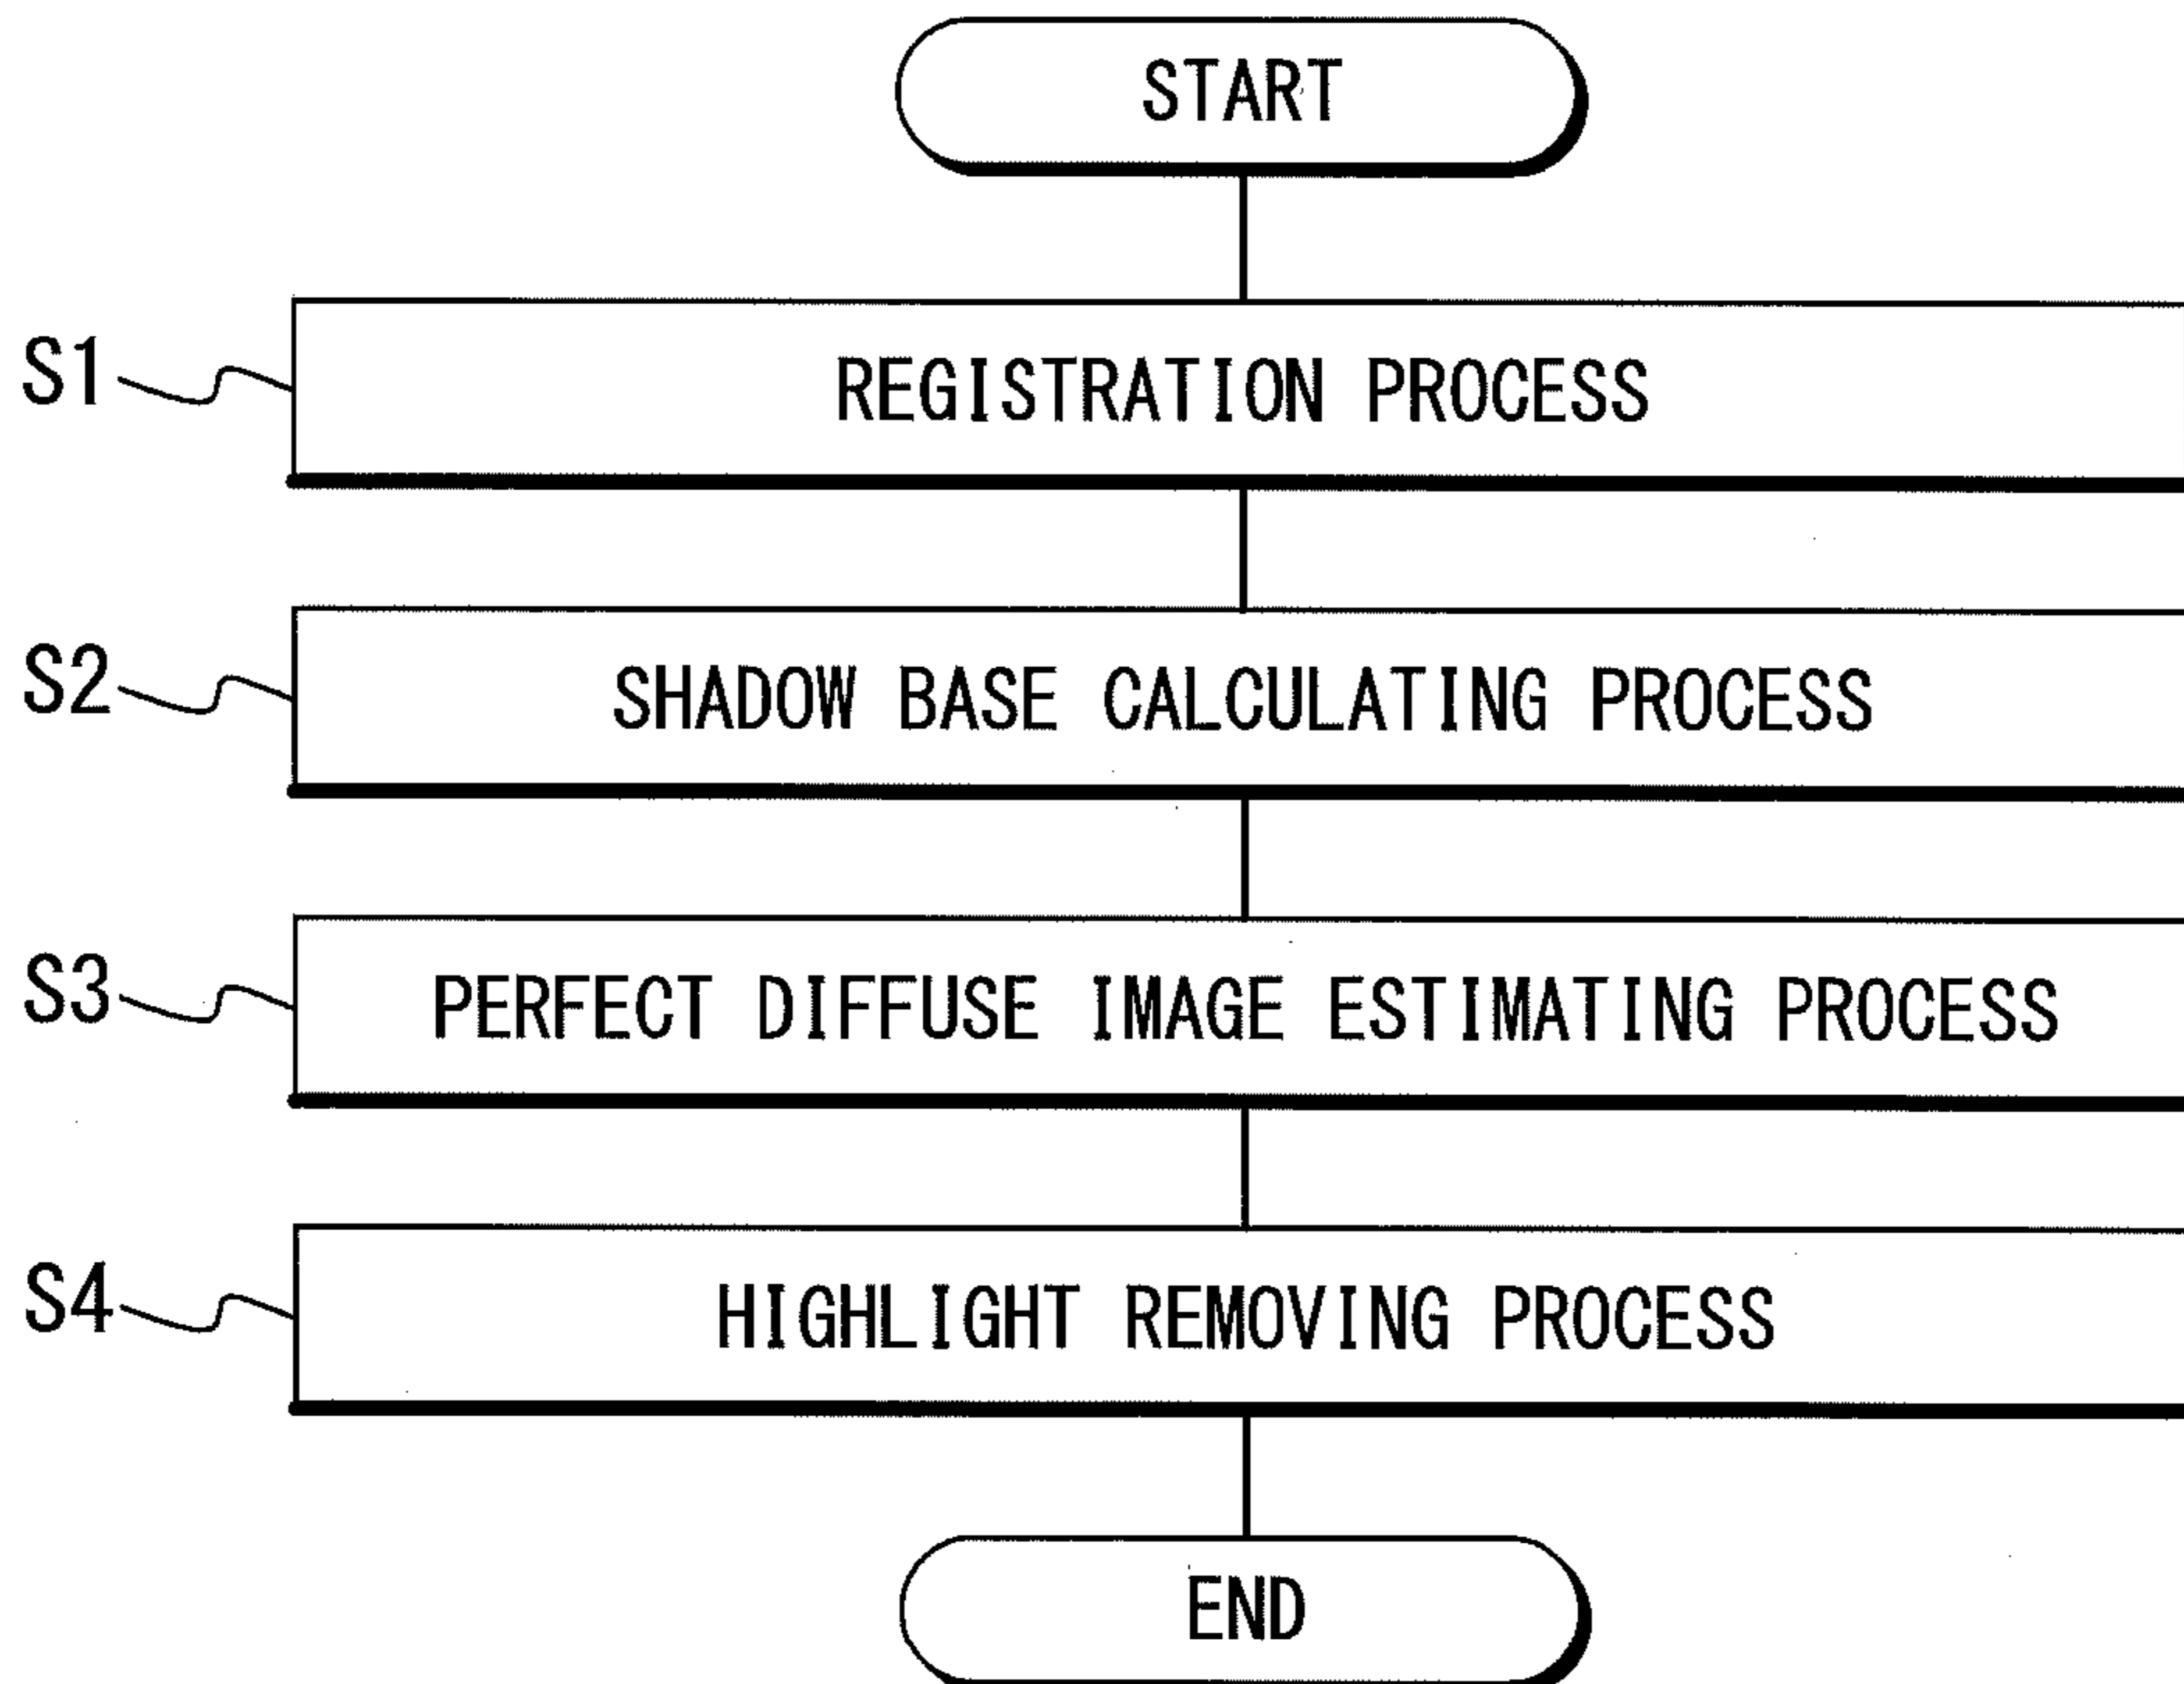 START
S1 REGISTRATION PROCESS
S2 SHADOW BASE CALCULATING PROCESS
S3 PERFECT DIFFUSE IMAGE ESTIMATING PROCESS
S4 HIGHLIGHT REMOVING PROCESS
END